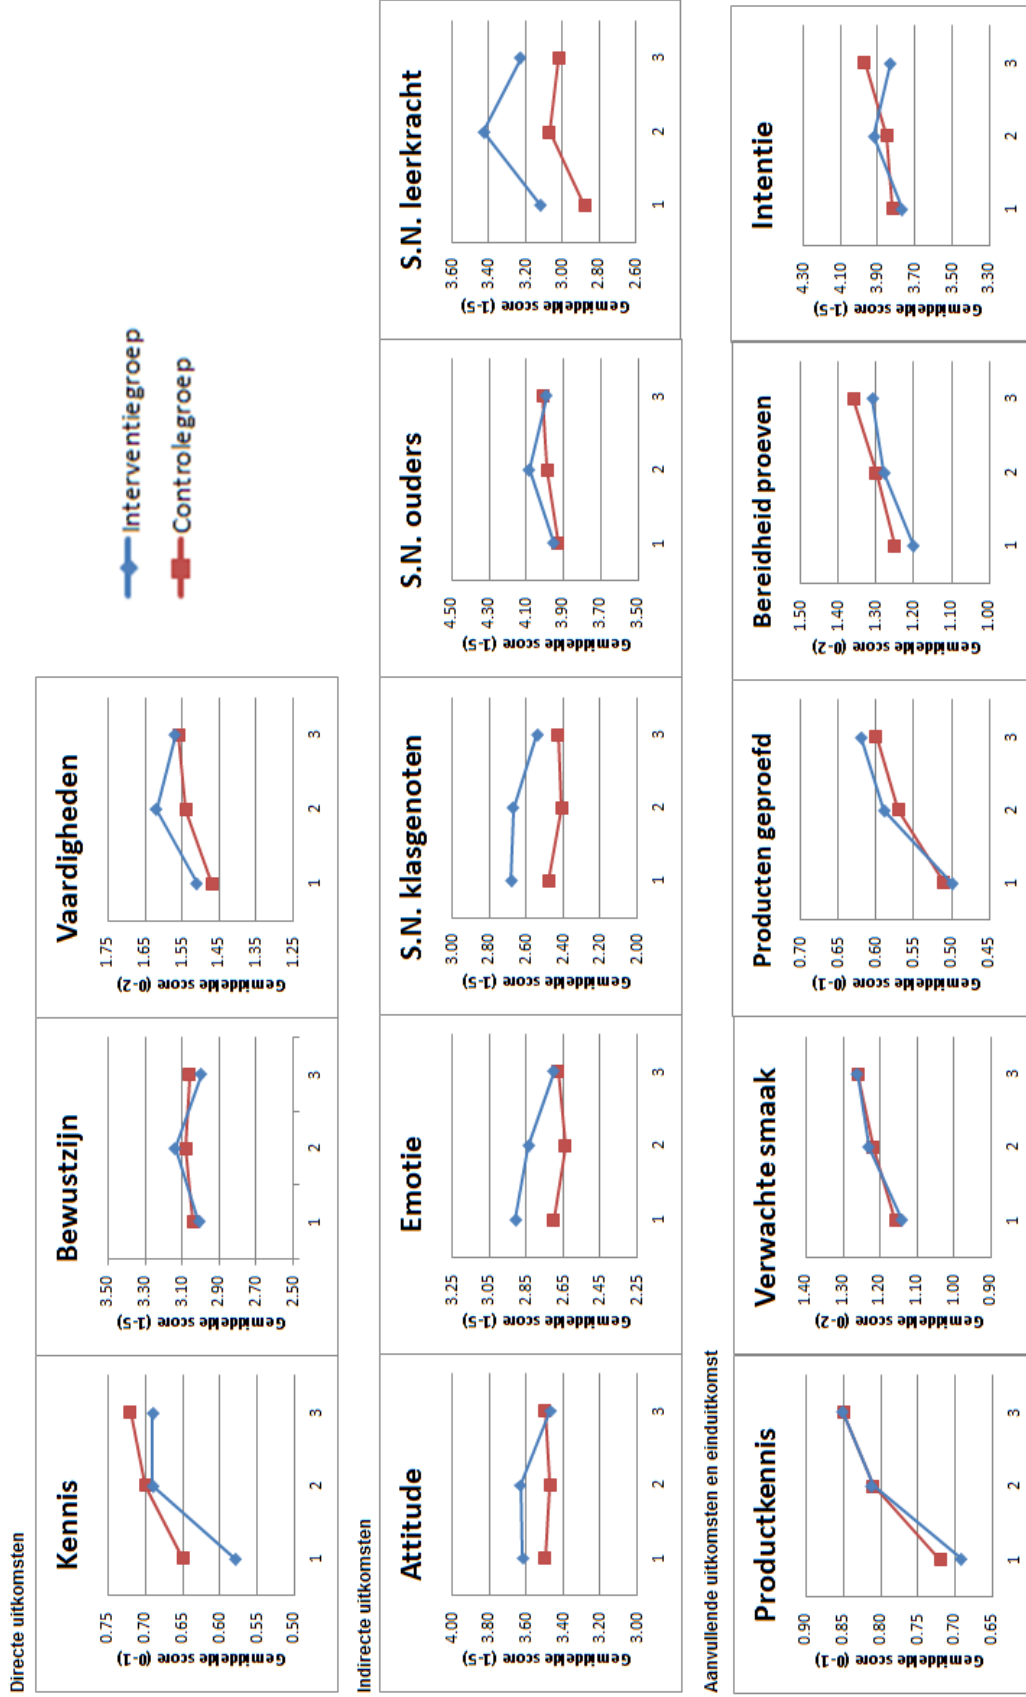 Directe uitkomsten
Kennis
Gemiddelde score (0-1)
0.75
0.70
0.65
0.60
0.55
0.50
1 2 3
Bewustzijn
Gemiddelde score (1-5)
3.50
3.30
3.10
2.90
2.70
2.50
1 2 3
Vaardigheden
Gemiddelde score (0-2)
1.75
1.65
1.55
1.45
1.35
1.25
1 2 3
Interventiegroep
Controlegroep
Indirecte uitkomsten
Attitude
Gemiddelde score (1-5)
4.00
3.80
3.60
3.40
3.20
3.00
1 2 3
Emotie
Gemiddelde score (1-5)
3.25
3.05
2.85
2.65
2.45
2.25
1 2 3
S.N. klasgenoten
Gemiddelde score (1-5)
3.00
2.80
2.60
2.40
2.20
2.00
1 2 3
S.N. ouders
Gemiddelde score (1-5)
4.50
4.30
4.10
3.90
3.70
3.50
1 2 3
S.N. leerkracht
Gemiddelde score (1-5)
3.60
3.40
3.20
3.00
2.80
2.60
1 2 3
Aanvullende uitkomsten en einduitkomst
Productkennis
Gemiddelde score (0-1)
0.90
0.85
0.80
0.75
0.70
0.65
1 2 3
Verwachte smaak
Gemiddelde score (0-2)
1.40
1.30
1.20
1.10
1.00
0.90
1 2 3
Producten geproefd
Gemiddelde score (0-1)
0.70
0.65
0.60
0.55
0.50
0.45
1 2 3
Bereidheid proeven
Gemiddelde score (0-2)
1.50
1.40
1.30
1.20
1.10
1.00
1 2 3
Intentie
Gemiddelde score (1-5)
4.30
4.10
3.90
3.70
3.50
3.30
1 2 3